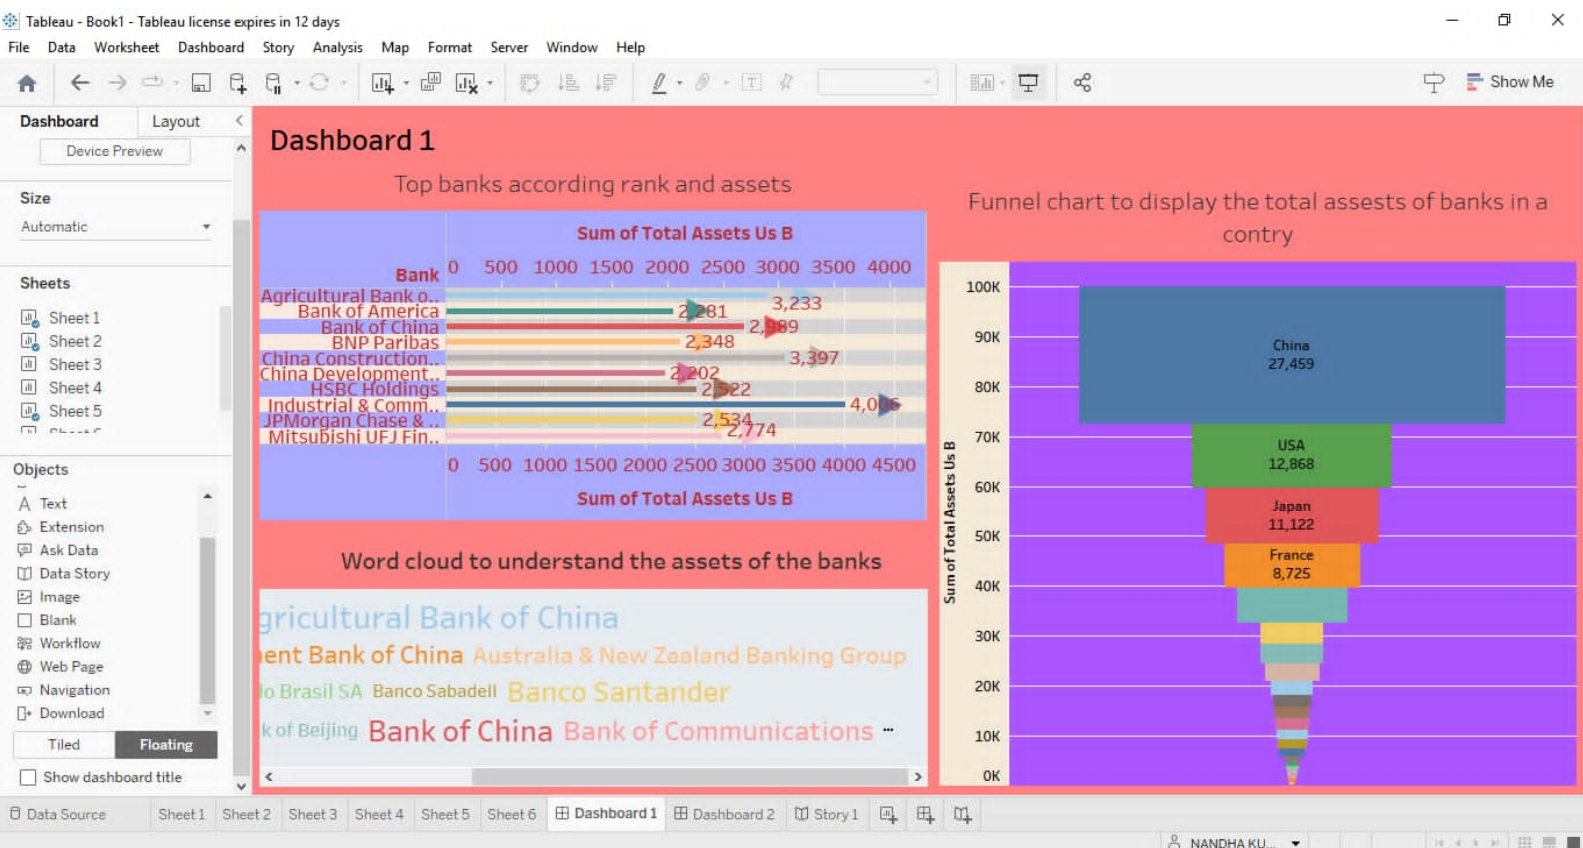 Tableau - Book1 - Tableau license expires in 12 days
File Data Worksheet Dashboard Story Analysis Map Format Server Window Help
Show Me
Dashboard Layout
Device Preview
Size
Automatic
Sheets
Sheet 1
Sheet 2
Sheet 3
Sheet 4
Sheet 5
Objects
Text
Extension
Ask Data
Data Story
Image
Blank
Workflow
Web Page
Navigation
Download
Tiled Floating
Show dashboard title
Dashboard 1
Top banks according rank and assets
Sum of Total Assets Us B
Bank 0 500 1000 1500 2000 2500 3000 3500 4000
Agricultural Bank o.. 3,233
Bank of America 2,281
Bank of China 2,989
BNP Paribas 2,348
China Construction.. 3,397
China Development.. 2,202
HSBC Holdings 2,522
Industrial & Comm.. 4,006
JPMorgan Chase & .. 2,534
Mitsubishi UFJ Fin.. 2,774
0 500 1000 1500 2000 2500 3000 3500 4000 4500
Sum of Total Assets Us B
Word cloud to understand the assets of the banks
gricultural Bank of China
ent Bank of China Australia & New Zealand Banking Group
o Brasil SA Banco Sabadell Banco Santander
k of Beijing Bank of China Bank of Communications ...
Funnel chart to display the total assests of banks in a
contry
Sum of Total Assets Us B
100K
90K
80K
70K
60K
50K
40K
30K
20K
10K
0K
China
27,459
USA
12,868
Japan
11,122
France
8,725
Data Source Sheet 1 Sheet 2 Sheet 3 Sheet 4 Sheet 5 Sheet 6 Dashboard 1 Dashboard 2 Story 1
NANDHA KU...